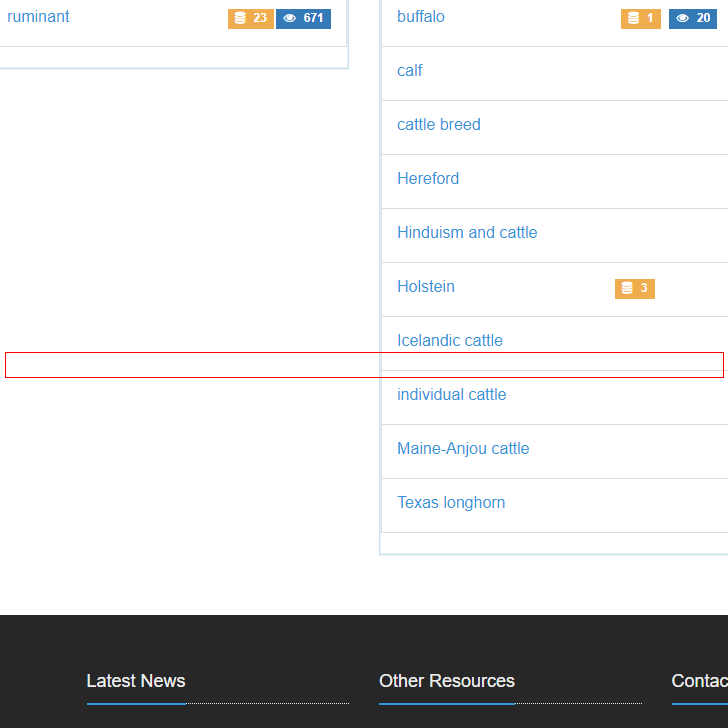 ruminant 23 671
buffalo 1 20
calf
cattle breed
Hereford
Hinduism and cattle
Holstein 3
Icelandic cattle
individual cattle
Maine-Anjou cattle
Texas longhorn
Latest News
Other Resources
Contac